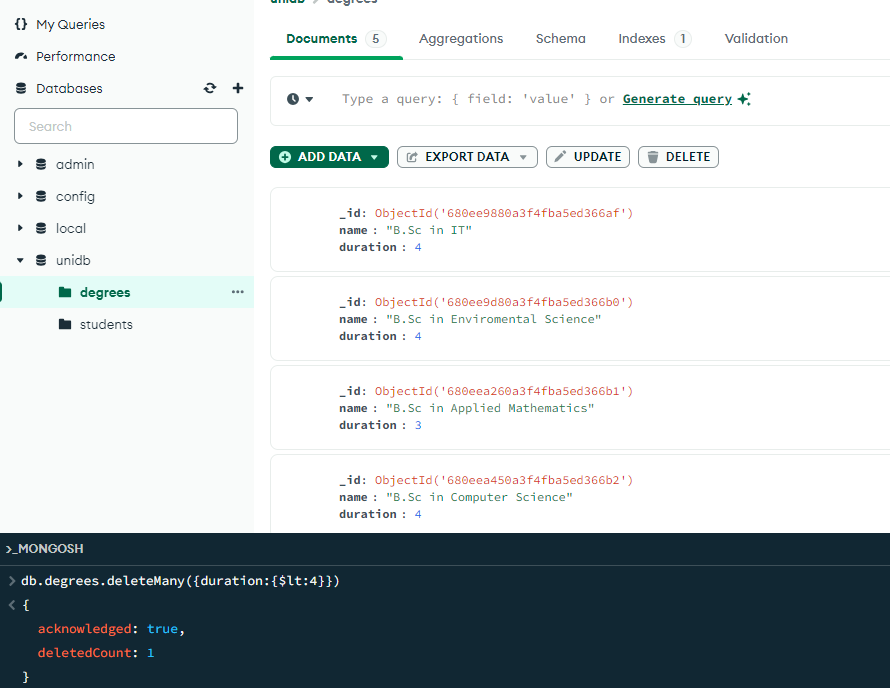 unidb > degrees
{} My Queries
Performance
Databases
Search
admin
config
local
unidb
degrees
students
Documents 5 Aggregations Schema Indexes 1 Validation
Type a query: { field: 'value' } or Generate query
ADD DATA EXPORT DATA UPDATE DELETE
_id: ObjectId('680ee9880a3f4fba5ed366af')
name : "B.Sc in IT"
duration : 4
_id: ObjectId('680ee9d80a3f4fba5ed366b0')
name : "B.Sc in Enviromental Science"
duration : 4
_id: ObjectId('680eea260a3f4fba5ed366b1')
name : "B.Sc in Applied Mathematics"
duration : 3
_id: ObjectId('680eea450a3f4fba5ed366b2')
name : "B.Sc in Computer Science"
duration : 4
>_MONGOSH
> db.degrees.deleteMany({duration:{$lt:4}})
< {
acknowledged: true,
deletedCount: 1
}